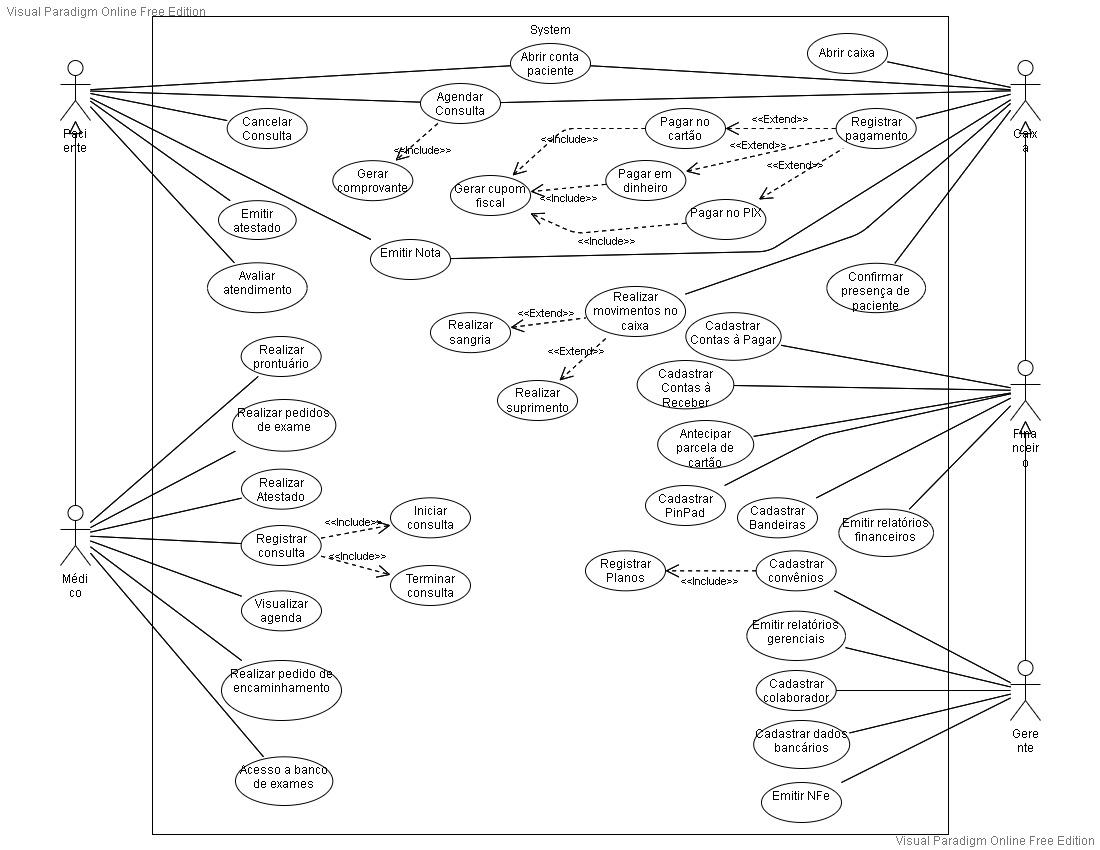 Visual Paradigm Online Free Edition
System
Abrir conta
paciente
Abrir caixa
Agendar
Consulta
Cancelar
Consulta
Paci
ente
Caix
a
Pagar no
cartão
<<Extend>>
Registrar
pagamento
<<Include>>
<<Include>>
<<Extend>>
<<Extend>>
Gerar
comprovante
Gerar cupom
fiscal
Pagar em
dinheiro
<<Include>>
Pagar no PIX
<<Include>>
Emitir
atestado
Emitir Nota
Avaliar
atendimento
Confirmar
presença de
paciente
Realizar
movimentos no
caixa
<<Extend>>
Realizar
sangria
<<Extend>>
Cadastrar
Contas à Pagar
Realizar
prontuário
Cadastrar
Contas à
Receber
Realizar
suprimento
Realizar pedidos
de exame
Antecipar
parcela de
cartão
Fina
nceir
o
Realizar
Atestado
Cadastrar
PinPad
Cadastrar
Bandeiras
Emitir relatórios
financeiros
Iniciar
consulta
<<Include>>
Registrar
consulta
<<Include>>
Terminar
consulta
Médi
co
Registrar
Planos
<<Include>>
Cadastrar
convênios
Visualizar
agenda
Emitir relatórios
gerenciais
Realizar pedido de
encaminhamento
Cadastrar
colaborador
Cadastrar dados
bancários
Gere
nte
Acesso a banco
de exames
Emitir NFe
Visual Paradigm Online Free Edition